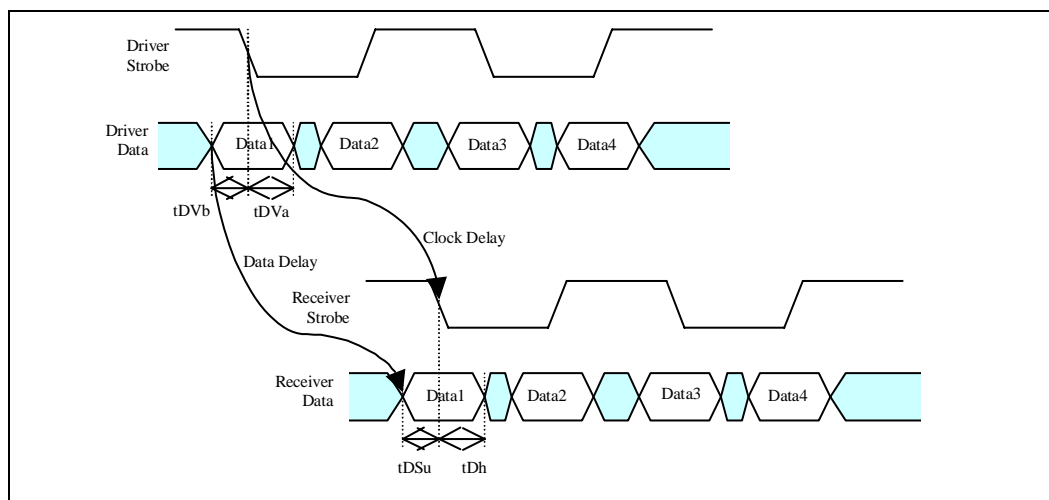 Driver
Strobe
Driver
Data
Data1
Data2
Data3
Data4
tDVb
tDVa
Clock Delay
Data Delay
Receiver
Strobe
Receiver
Data
Data1
Data2
Data3
Data4
tDSu
tDh